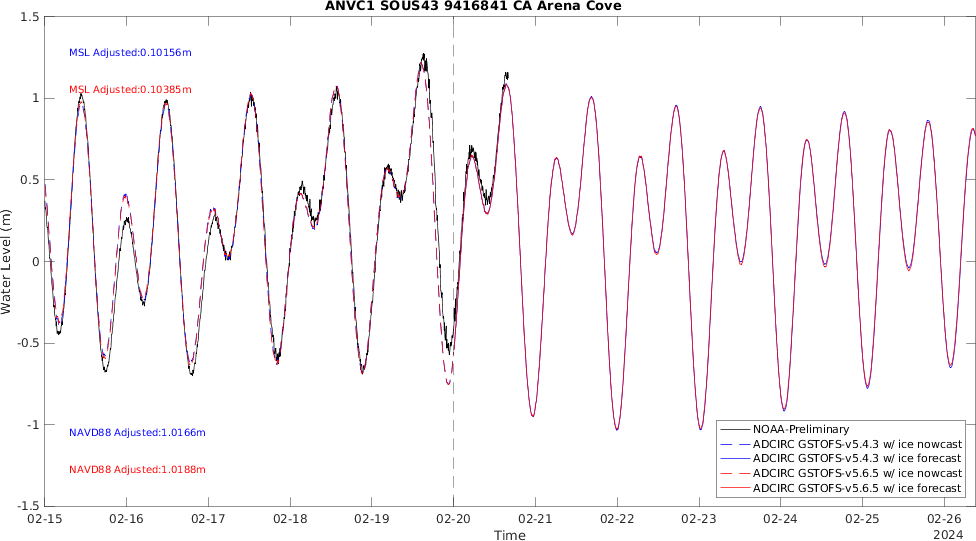 ANVC1 SOUS43 9416841 CA Arena Cove
1.5
1
0.5
0
-0.5
-1
-1.5
Water Level (m)
MSL Adjusted:0.10156m
MSL Adjusted:0.10385m
NAVD88 Adjusted:1.0166m
NAVD88 Adjusted:1.0188m
NOAA-Preliminary
ADCIRC GSTOFS-v5.4.3 w/ ice nowcast
ADCIRC GSTOFS-v5.4.3 w/ ice forecast
ADCIRC GSTOFS-v5.6.5 w/ ice nowcast
ADCIRC GSTOFS-v5.6.5 w/ ice forecast
02-15 02-16 02-17 02-18 02-19 02-20 02-21 02-22 02-23 02-24 02-25 02-26
Time
2024